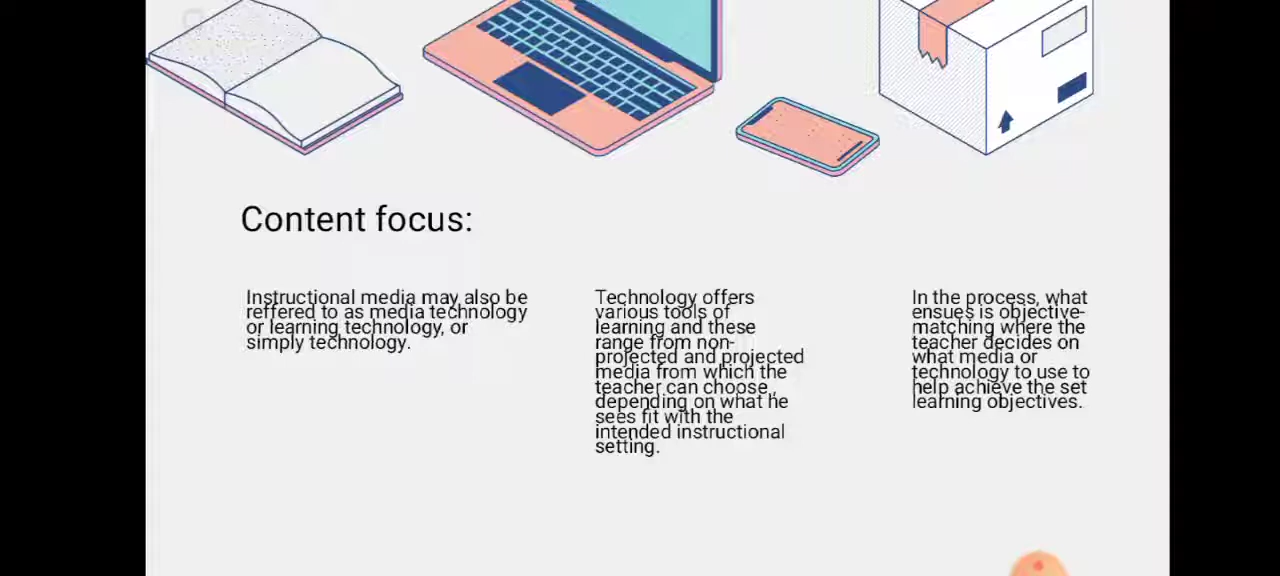 Content focus:
Instructional media may also be
reffered to as media technology
or learning technology, or
simply technology.
Technology offers
various tools of
learning and these
range from non-
projected and projected
media from which the
teacher can choose,
depending on what he
sees fit with the
intended instructional
setting.
In the process, what
ensues is objective-
matching where the
teacher decides on
what media or
technology to use to
help achieve the set
learning objectives.